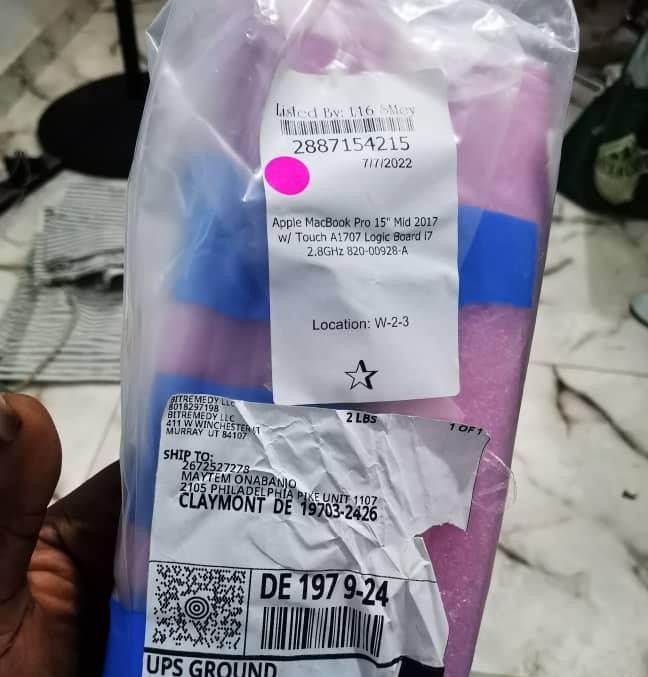 Listed By: L16 SMey
2887154215
7/7/2022
Apple MacBook Pro 15" Mid 2017
w/ Touch A1707 Logic Board i7
2.8GHz 820-00928-A
Location: W-2-3
BITREMEDY LLC
8018297198
BITREMEDY LLC
411 W WINCHESTER
MURRAY UT 84107
2 LBS
1 OF 1
SHIP TO:
2672527278
MAYTEM ONABANJO
2105 PHILADELPHIA PIKE UNIT 1107
CLAYMONT DE 19703-2426
DE 197 9-24
UPS GROUND